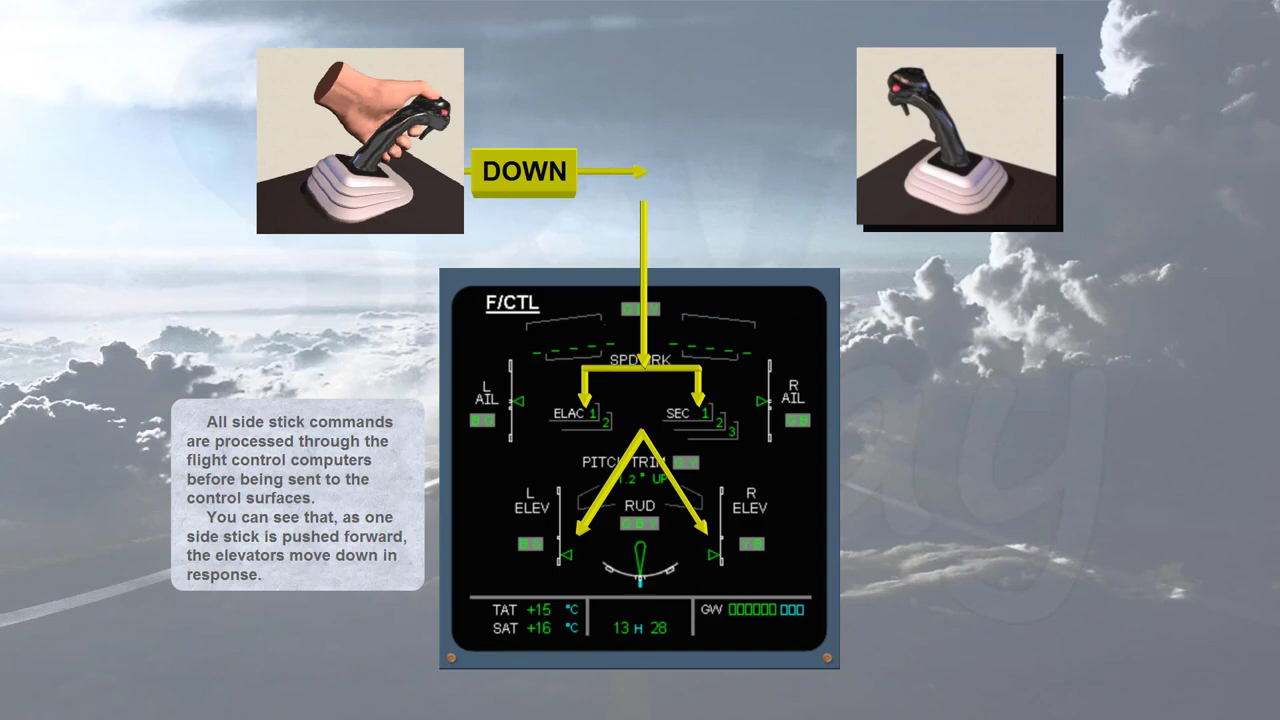 DOWN
F/CTL
G B Y
SPD BRK
L
AIL
R
AIL
B G
G B
ELAC 1
2
SEC 1
2
3
PITCH TRIM G Y
1.2° UP
L
ELEV
RUD
R
ELEV
G B Y
B G
Y B
TAT +15 °C
SAT +16 °C
13 H 28
GW
All side stick commands
are processed through the
flight control computers
before being sent to the
control surfaces.
You can see that, as one
side stick is pushed forward,
the elevators move down in
response.